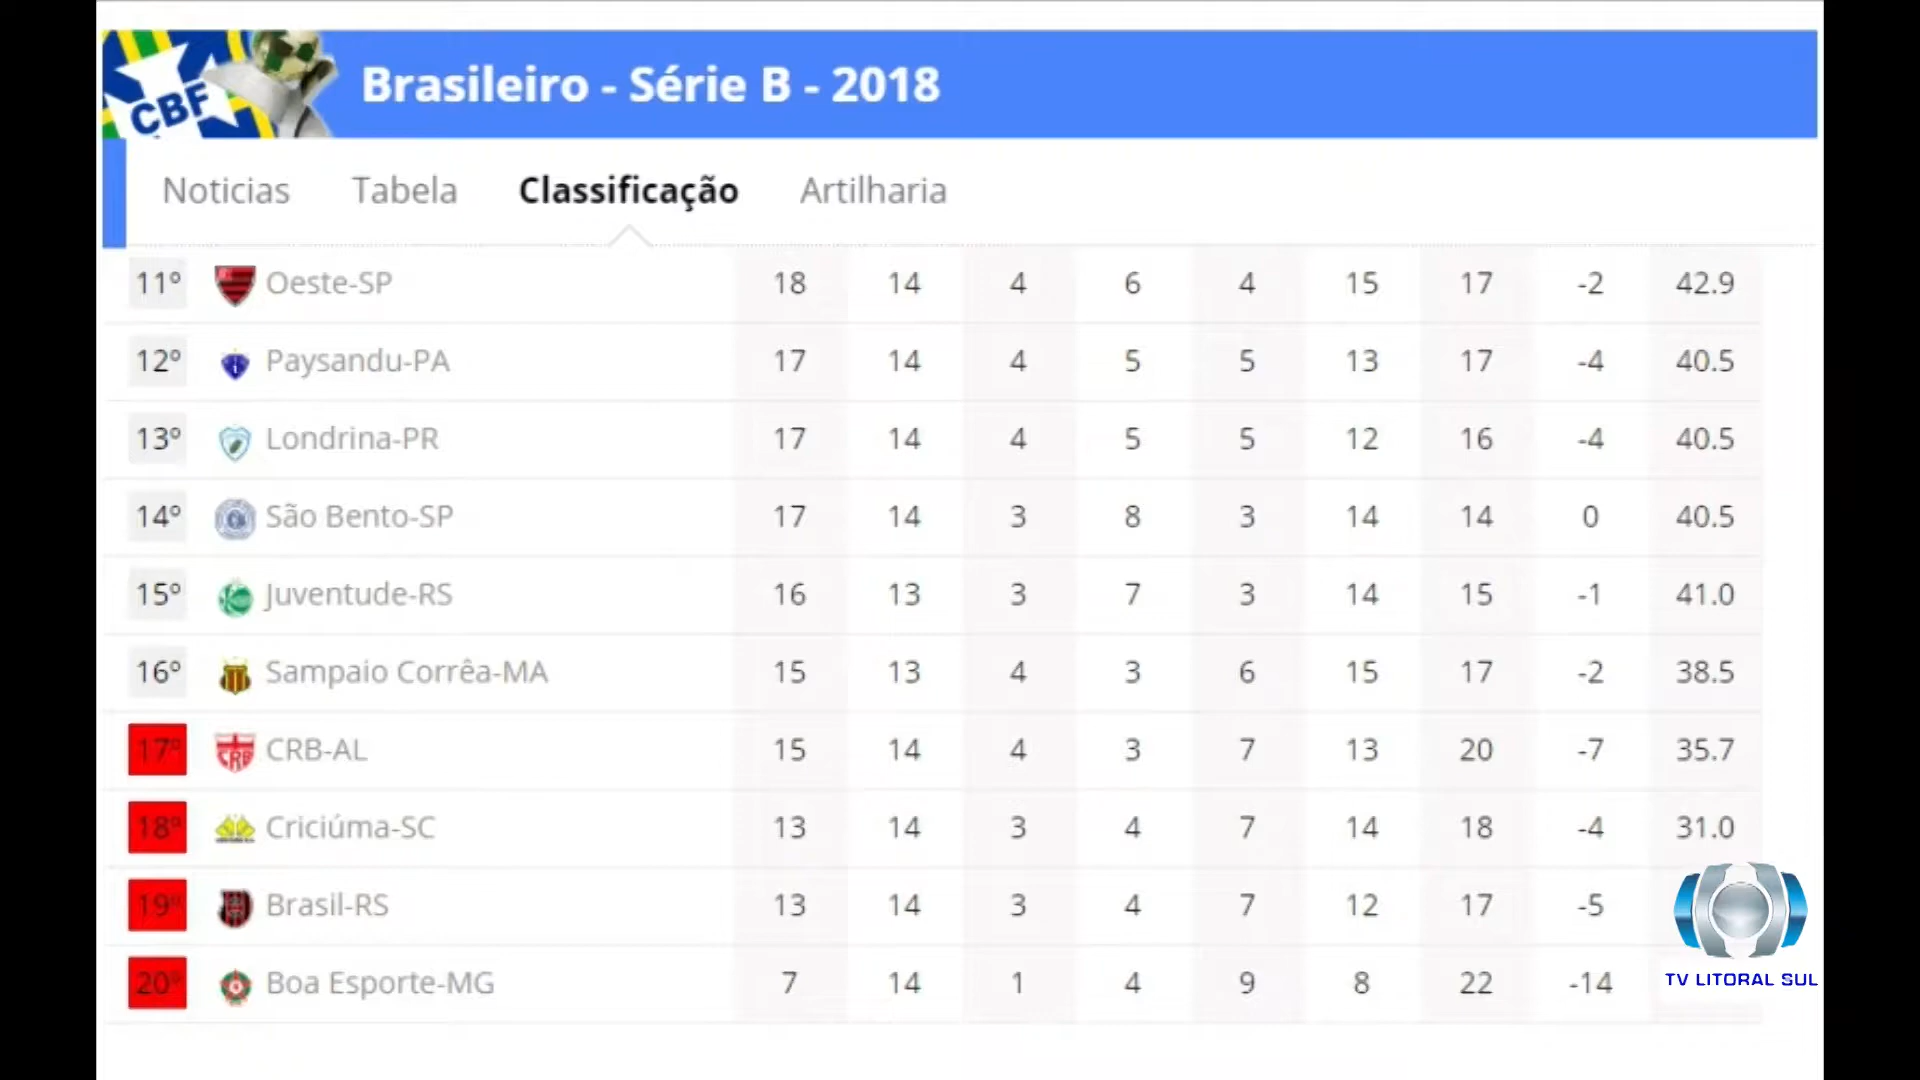 CBF
Brasileiro - Série B - 2018
Noticias Tabela Classificação Artilharia
11º Oeste-SP 18 14 4 6 4 15 17 -2 42.9
12º Paysandu-PA 17 14 4 5 5 13 17 -4 40.5
13º Londrina-PR 17 14 4 5 5 12 16 -4 40.5
14º São Bento-SP 17 14 3 8 3 14 14 0 40.5
15º Juventude-RS 16 13 3 7 3 14 15 -1 41.0
16º Sampaio Corrêa-MA 15 13 4 3 6 15 17 -2 38.5
17º CRB CRB-AL 15 14 4 3 7 13 20 -7 35.7
18º Criciúma-SC 13 14 3 4 7 14 18 -4 31.0
19º Brasil-RS 13 14 3 4 7 12 17 -5
20º Boa Esporte-MG 7 14 1 4 9 8 22 -14
TV LITORAL SUL